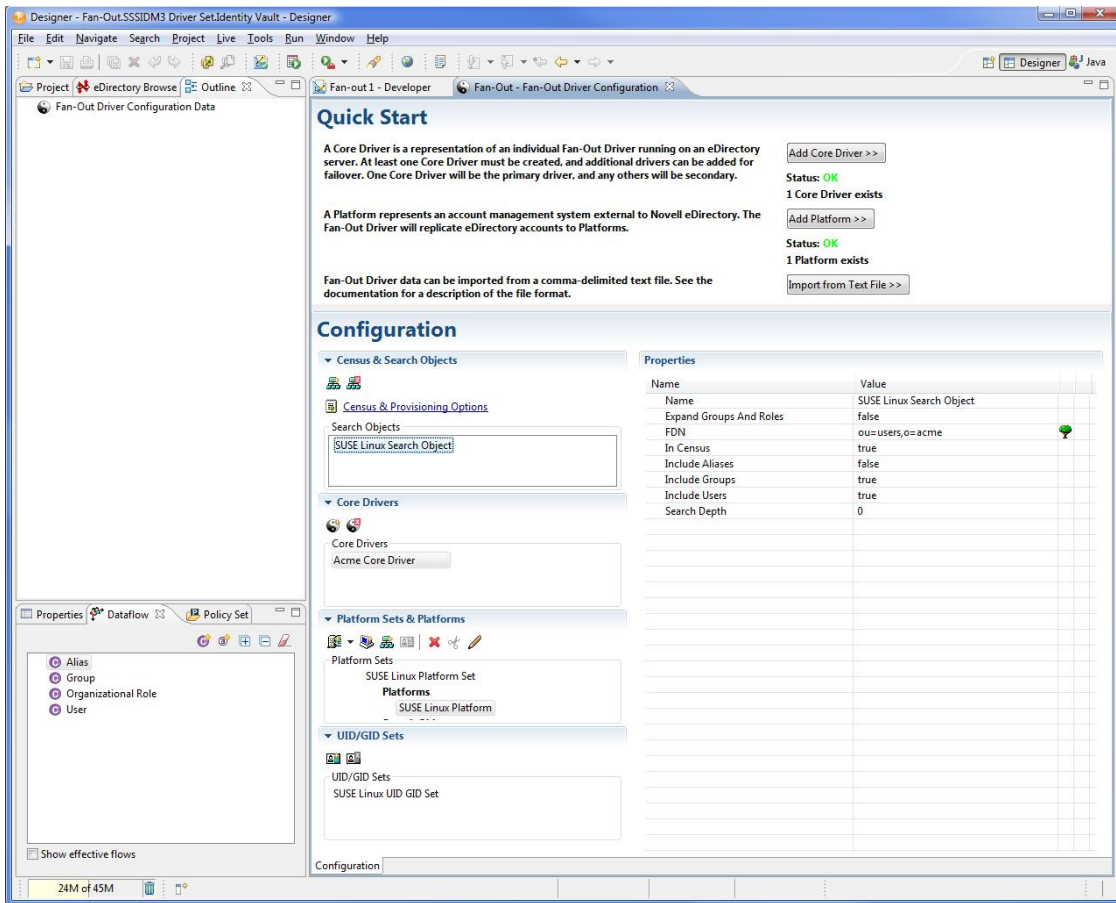 Designer - Fan-Out.SSSIDM3 Driver Set.Identity Vault - Designer
File Edit Navigate Search Project Live Tools Run Window Help
Designer Java
Project eDirectory Browse Outline
Fan-out 1 - Developer Fan-Out - Fan-Out Driver Configuration
Fan-Out Driver Configuration Data
Quick Start
A Core Driver is a representation of an individual Fan-Out Driver running on an eDirectory
server. At least one Core Driver must be created, and additional drivers can be added for
failover. One Core Driver will be the primary driver, and any others will be secondary.
Add Core Driver >>
Status: OK
1 Core Driver exists
A Platform represents an account management system external to Novell eDirectory. The
Fan-Out Driver will replicate eDirectory accounts to Platforms.
Add Platform >>
Status: OK
1 Platform exists
Fan-Out Driver data can be imported from a comma-delimited text file. See the
documentation for a description of the file format.
Import from Text File >>
Configuration
Census & Search Objects
Census & Provisioning Options
Search Objects
SUSE Linux Search Object
Core Drivers
Core Drivers
Acme Core Driver
Platform Sets & Platforms
Platform Sets
SUSE Linux Platform Set
Platforms
SUSE Linux Platform
UID/GID Sets
UID/GID Sets
SUSE Linux UID GID Set
Properties
Name Value
Name SUSE Linux Search Object
Expand Groups And Roles false
FDN ou=users,o=acme
In Census true
Include Aliases false
Include Groups true
Include Users true
Search Depth 0
Configuration
Properties Dataflow Policy Set
Alias
Group
Organizational Role
User
Show effective flows
24M of 45M